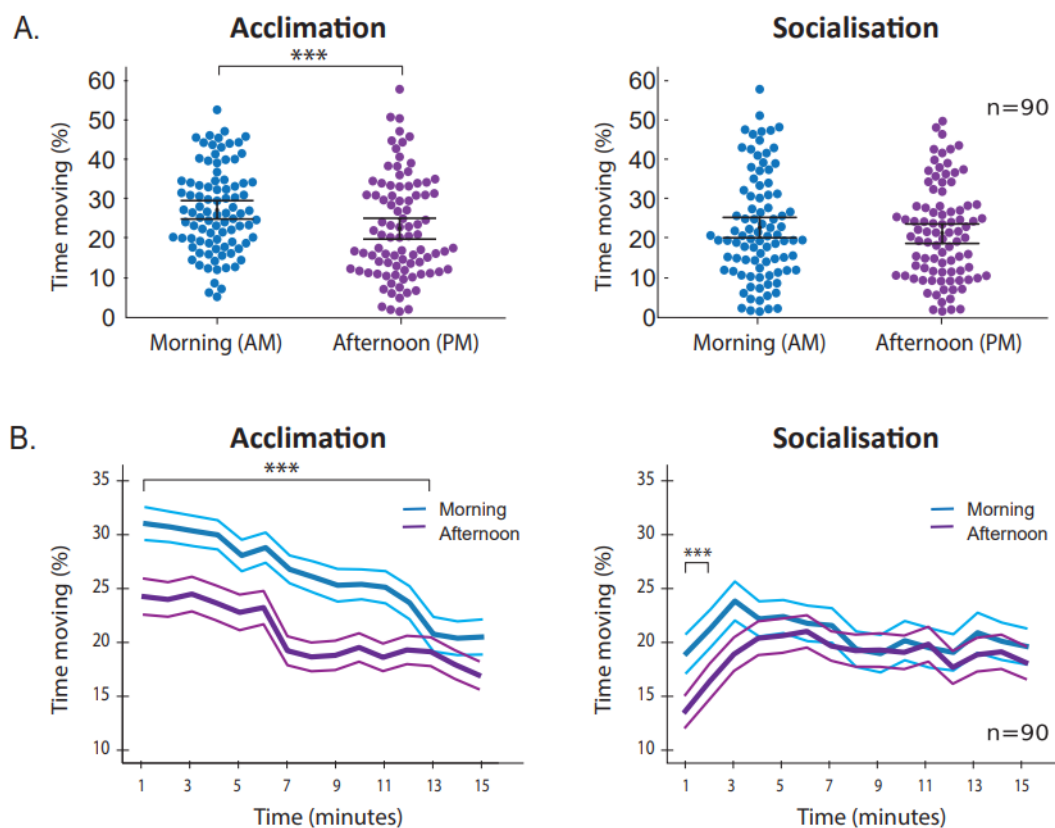 A.
Acclimation
***
Time moving (%)
60
50
40
30
20
10
0
Morning (AM)
Afternoon (PM)
Socialisation
n=90
Time moving (%)
60
50
40
30
20
10
0
Morning (AM)
Afternoon (PM)
B.
Acclimation
***
Morning
Afternoon
Time moving (%)
35
30
25
20
15
10
1 3 5 7 9 11 13 15
Time (minutes)
Socialisation
Morning
Afternoon
***
Time moving (%)
35
30
25
20
15
10
n=90
1 3 5 7 9 11 13 15
Time (minutes)